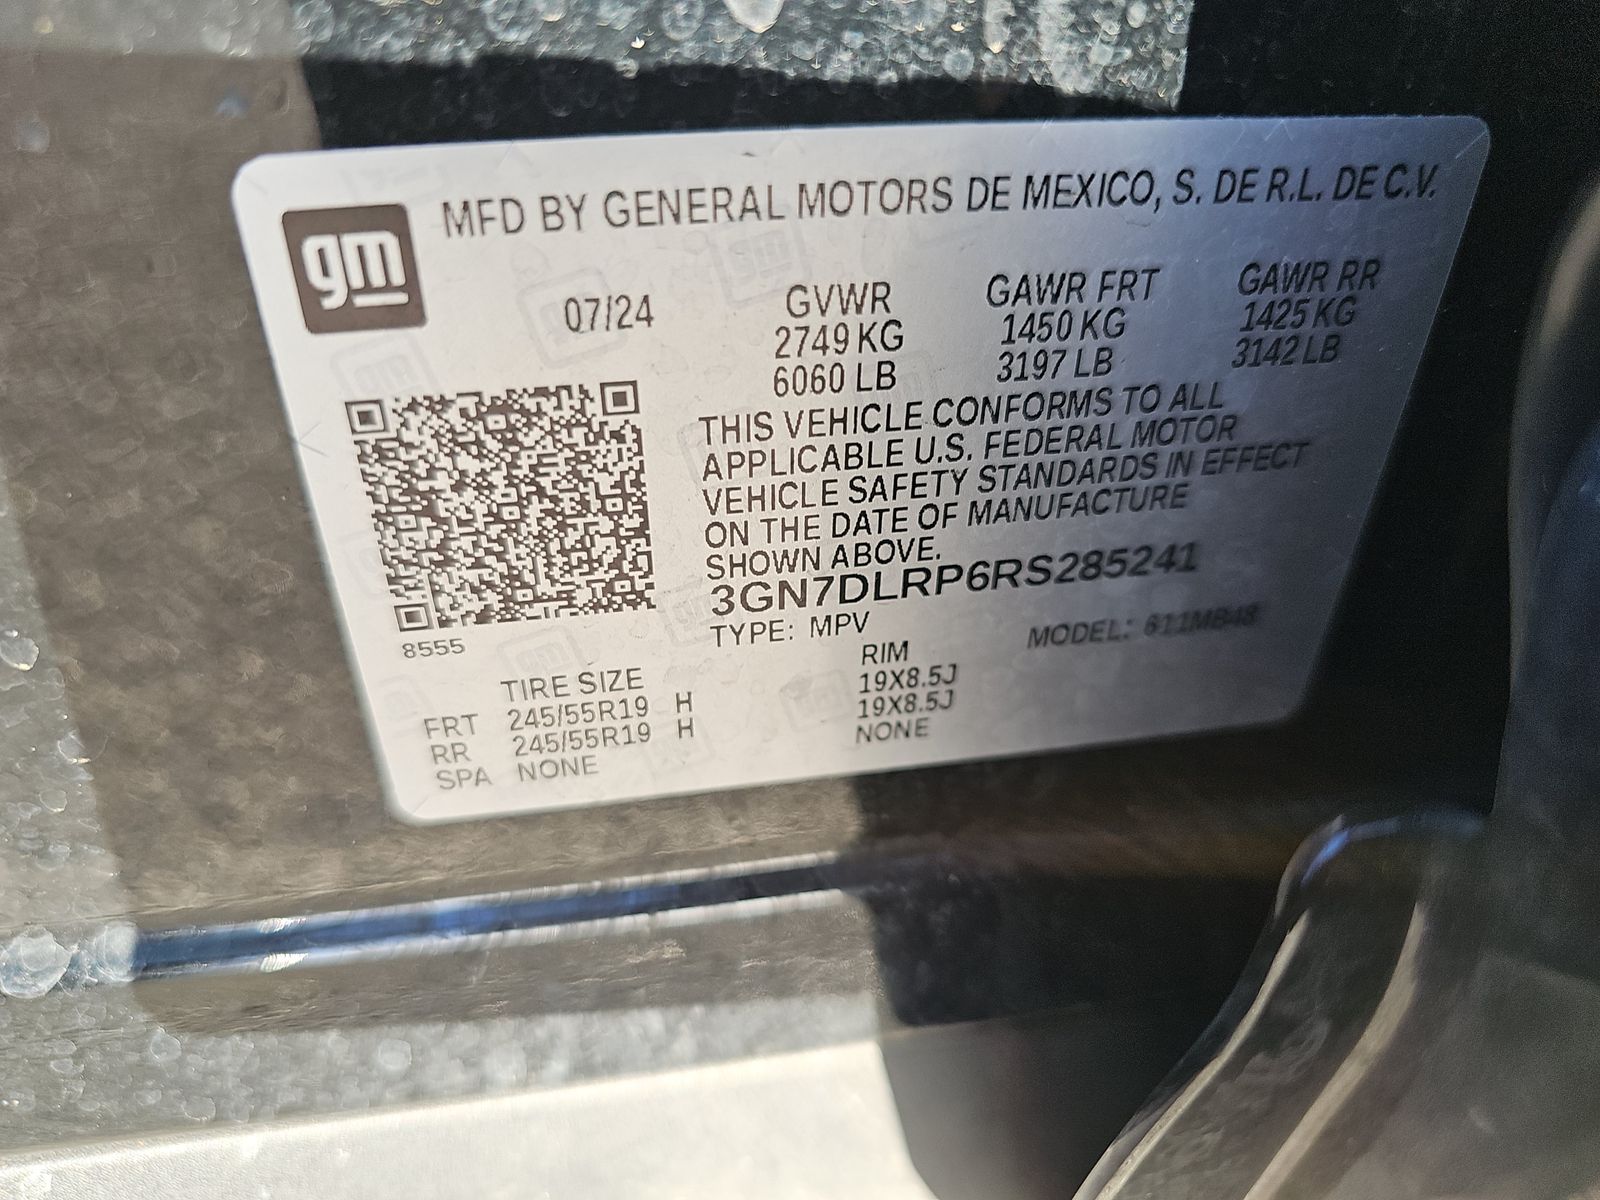 gm
MFD BY GENERAL MOTORS DE MEXICO, S. DE R.L. DE C.V.
07/24 GVWR GAWR FRT GAWR RR
2749 KG 1450 KG 1425 KG
6060 LB 3197 LB 3142 LB
THIS VEHICLE CONFORMS TO ALL
APPLICABLE U.S. FEDERAL MOTOR
VEHICLE SAFETY STANDARDS IN EFFECT
ON THE DATE OF MANUFACTURE
SHOWN ABOVE.
3GN7DLRP6RS285241
TYPE: MPV MODEL: 611MB48
8555
TIRE SIZE RIM
FRT 245/55R19 H 19X8.5J
RR 245/55R19 H 19X8.5J
SPA NONE NONE